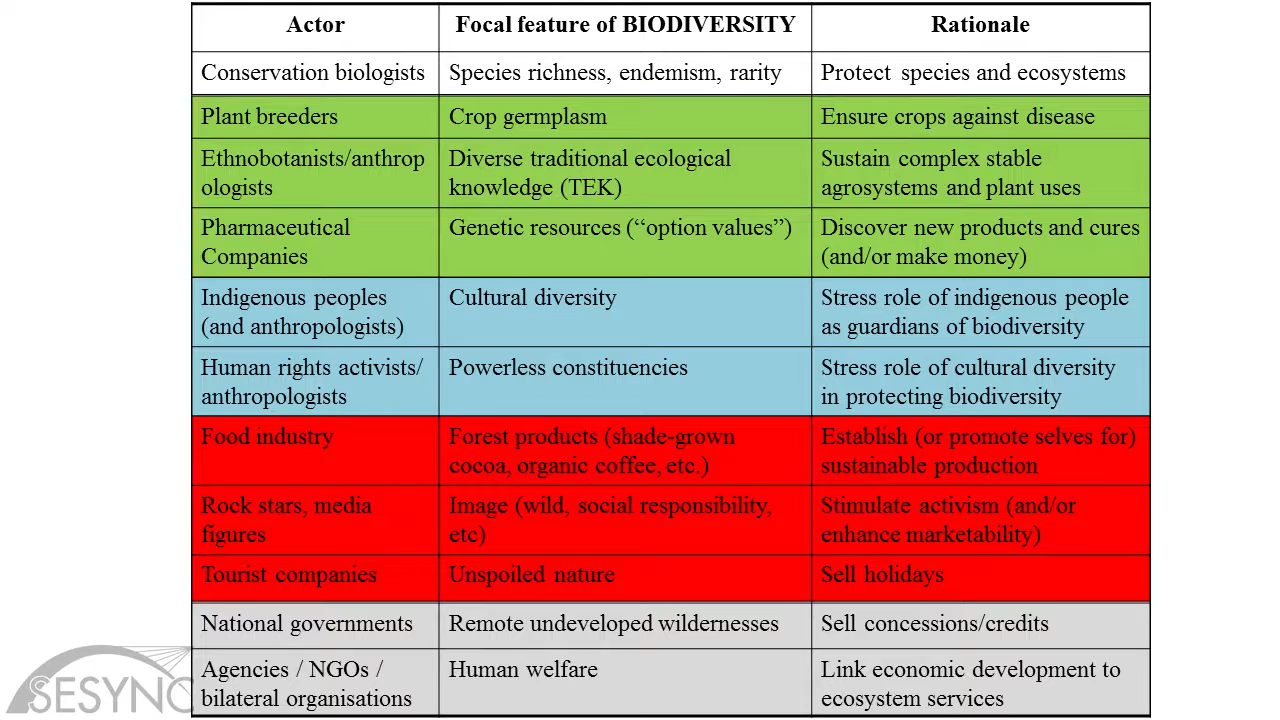 Actor Focal feature of BIODIVERSITY Rationale
Conservation biologists Species richness, endemism, rarity Protect species and ecosystems
Plant breeders Crop germplasm Ensure crops against disease
Ethnobotanists/anthrop Diverse traditional ecological Sustain complex stable
ologists knowledge (TEK) agrosystems and plant uses
Pharmaceutical Genetic resources (“option values”) Discover new products and cures
Companies (and/or make money)
Indigenous peoples Cultural diversity Stress role of indigenous people
(and anthropologists) as guardians of biodiversity
Human rights activists/ Powerless constituencies Stress role of cultural diversity
anthropologists in protecting biodiversity
Food industry Forest products (shade-grown Establish (or promote selves for)
cocoa, organic coffee, etc.) sustainable production
Rock stars, media Image (wild, social responsibility, Stimulate activism (and/or
figures etc) enhance marketability)
Tourist companies Unspoiled nature Sell holidays
National governments Remote undeveloped wildernesses Sell concessions/credits
Agencies / NGOs / Human welfare Link economic development to
bilateral organisations ecosystem services
SESYNC